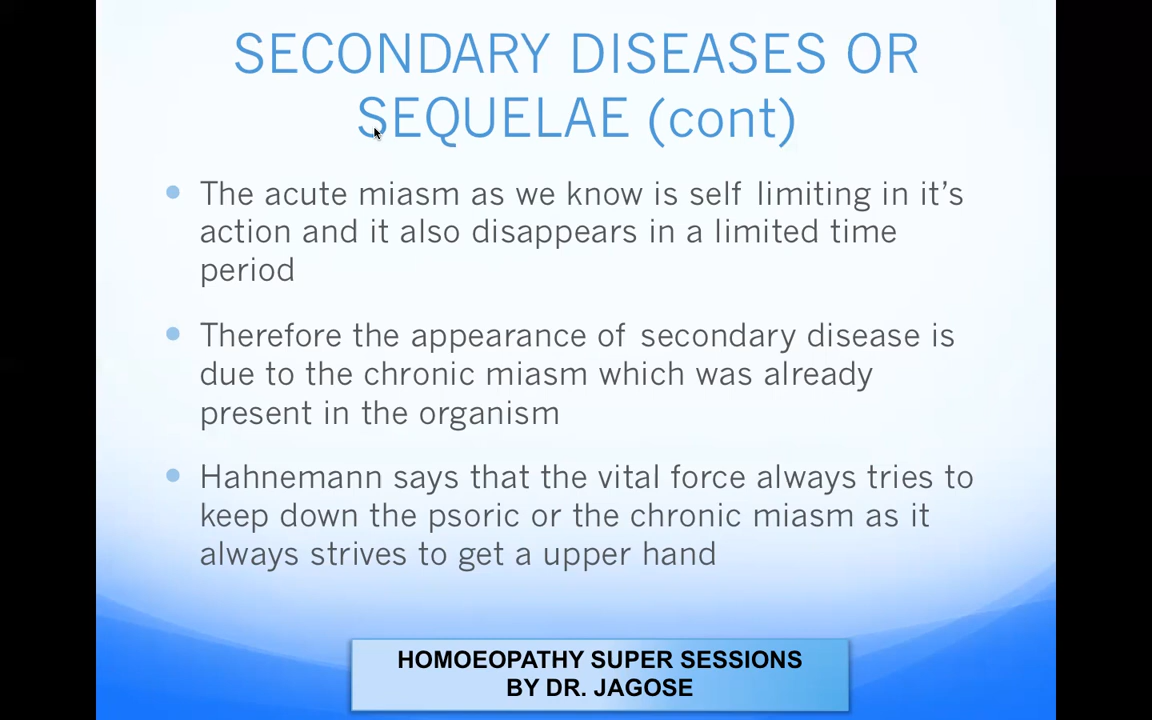 SECONDARY DISEASES OR
SEQUELAE (cont)
The acute miasm as we know is self limiting in it's
action and it also disappears in a limited time
period
Therefore the appearance of secondary disease is
due to the chronic miasm which was already
present in the organism
Hahnemann says that the vital force always tries to
keep down the psoric or the chronic miasm as it
always strives to get a upper hand
HOMOEOPATHY SUPER SESSIONS
BY DR. JAGOSE